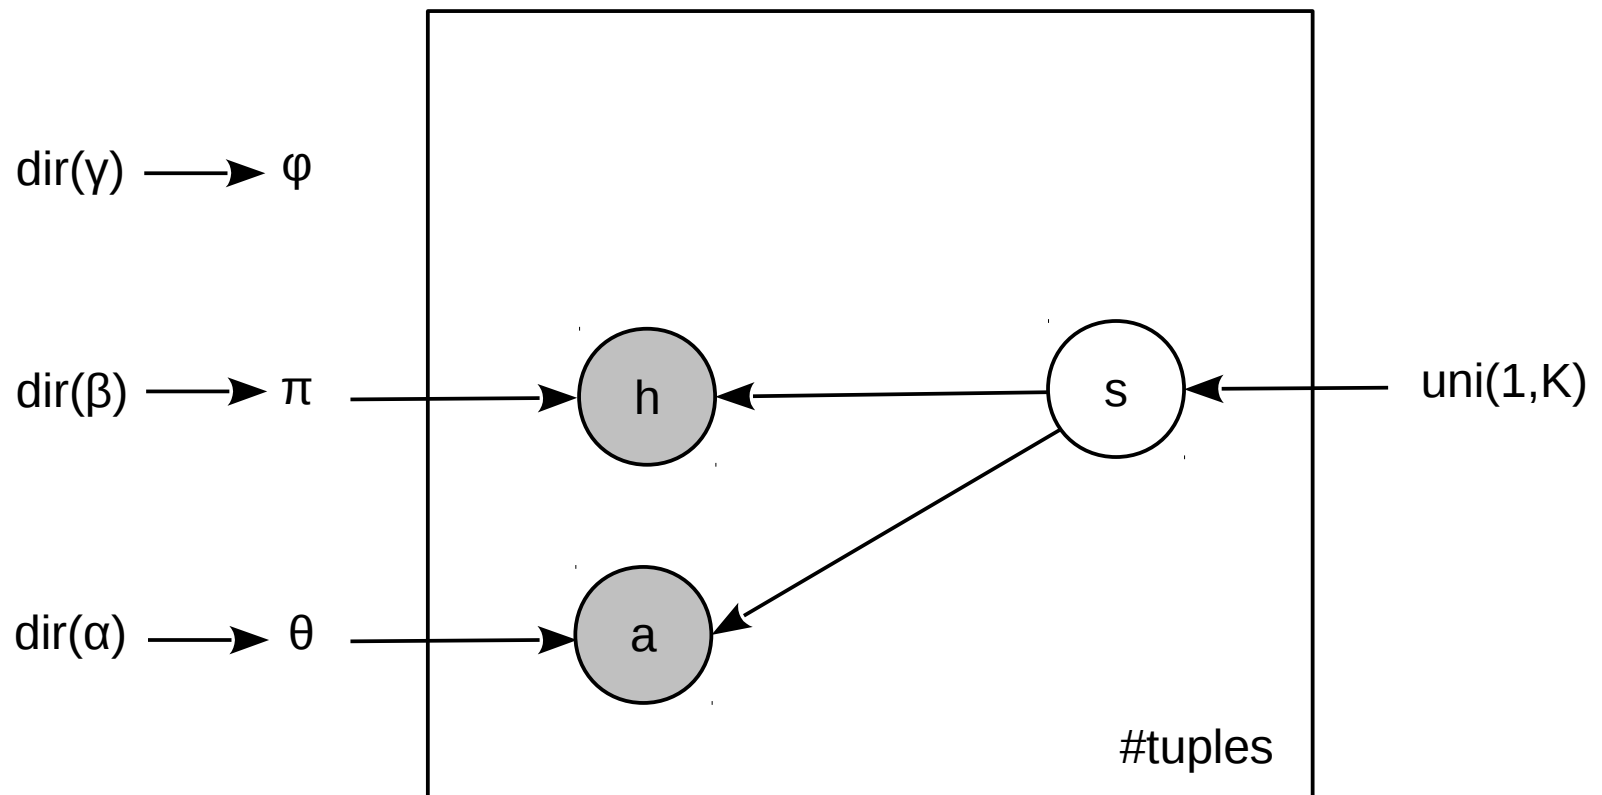 dir(γ) φ
dir(β) π h s uni(1,K)
dir(α) θ a
#tuples